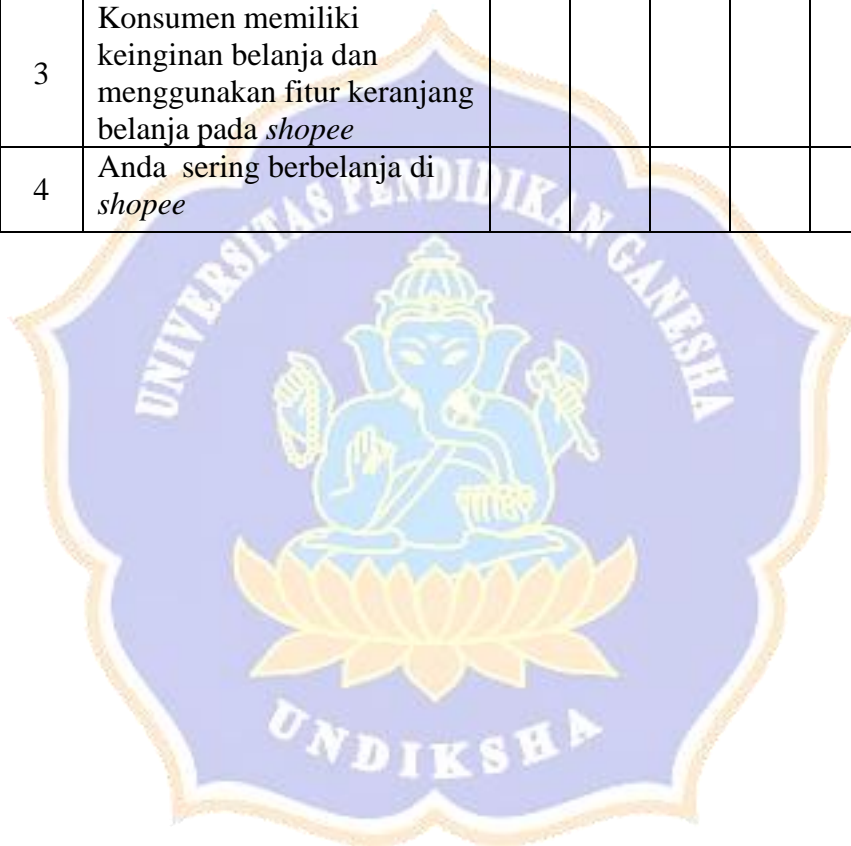 Konsumen memiliki
keinginan belanja dan
3
menggunakan fitur keranjang
belanja pada shopee
Anda sering berbelanja di
4
shopee
UNIVERSITAS PENDIDIKAN GANESHA
UNDIKSHA